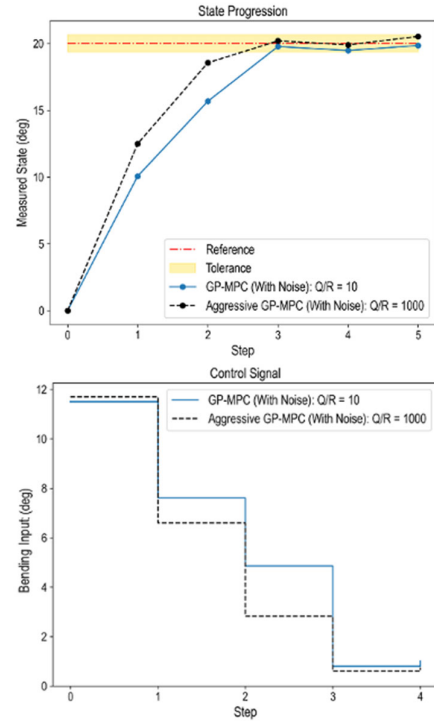 State Progression
Measured State (deg)
20
15
10
5
0
Reference
Tolerance
GP-MPC (With Noise): Q/R = 10
Aggressive GP-MPC (With Noise): Q/R = 1000
0 1 2 3 4 5
Step
Control Signal
Bending Input (deg)
12
10
8
6
4
2
0
GP-MPC (With Noise): Q/R = 10
Aggressive GP-MPC (With Noise): Q/R = 1000
0 1 2 3 4
Step